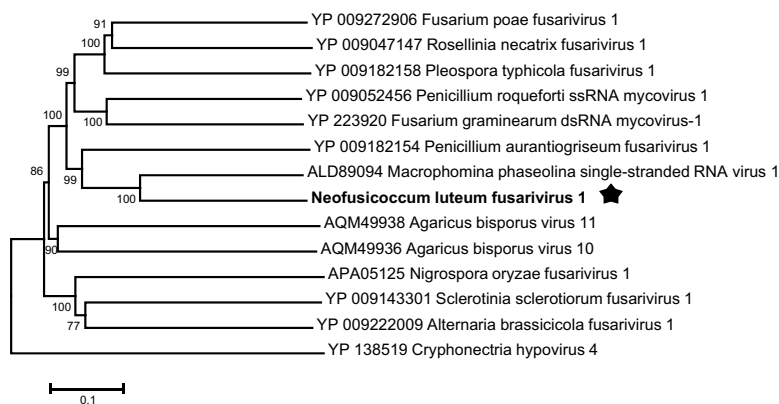 YP 009272906 Fusarium poae fusarivirus 1
91
YP 009047147 Rosellinia necatrix fusarivirus 1
100
YP 009182158 Pleospora typhicola fusarivirus 1
99
YP 009052456 Penicillium roqueforti ssRNA mycovirus 1
100
YP 223920 Fusarium graminearum dsRNA mycovirus-1
100
YP 009182154 Penicillium aurantiogriseum fusarivirus 1
86
ALD89094 Macrophomina phaseolina single-stranded RNA virus 1
99
100
Neofusicoccum luteum fusarivirus 1
AQM49938 Agaricus bisporus virus 11
90
AQM49936 Agaricus bisporus virus 10
APA05125 Nigrospora oryzae fusarivirus 1
100
YP 009143301 Sclerotinia sclerotiorum fusarivirus 1
77
YP 009222009 Alternaria brassicicola fusarivirus 1
YP 138519 Cryphonectria hypovirus 4
0.1